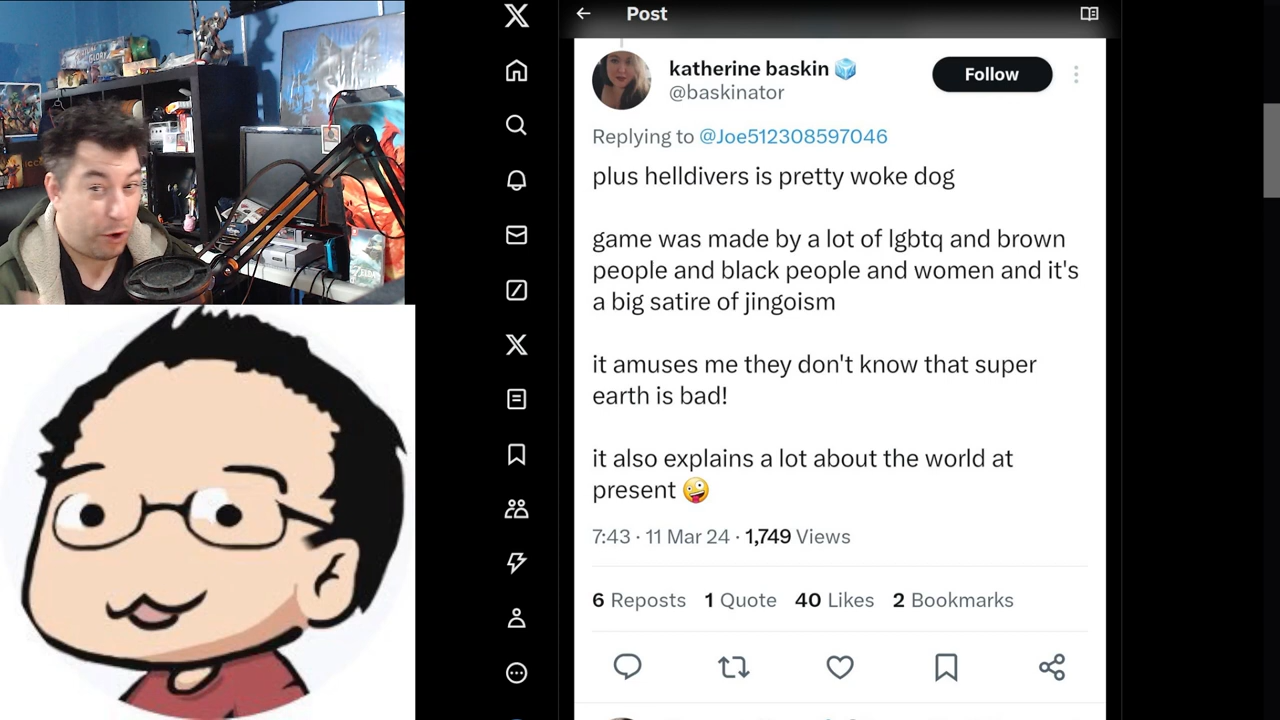 GLORY
Post
katherine baskin
Follow
@baskinator
Replying to @Joe512308597046
plus helldivers is pretty woke dog
game was made by a lot of lgbtq and brown
people and black people and women and it's
a big satire of jingoism
it amuses me they don't know that super
earth is bad!
it also explains a lot about the world at
present 🤪
7:43 · 11 Mar 24 · 1,749 Views
6 Reposts 1 Quote 40 Likes 2 Bookmarks